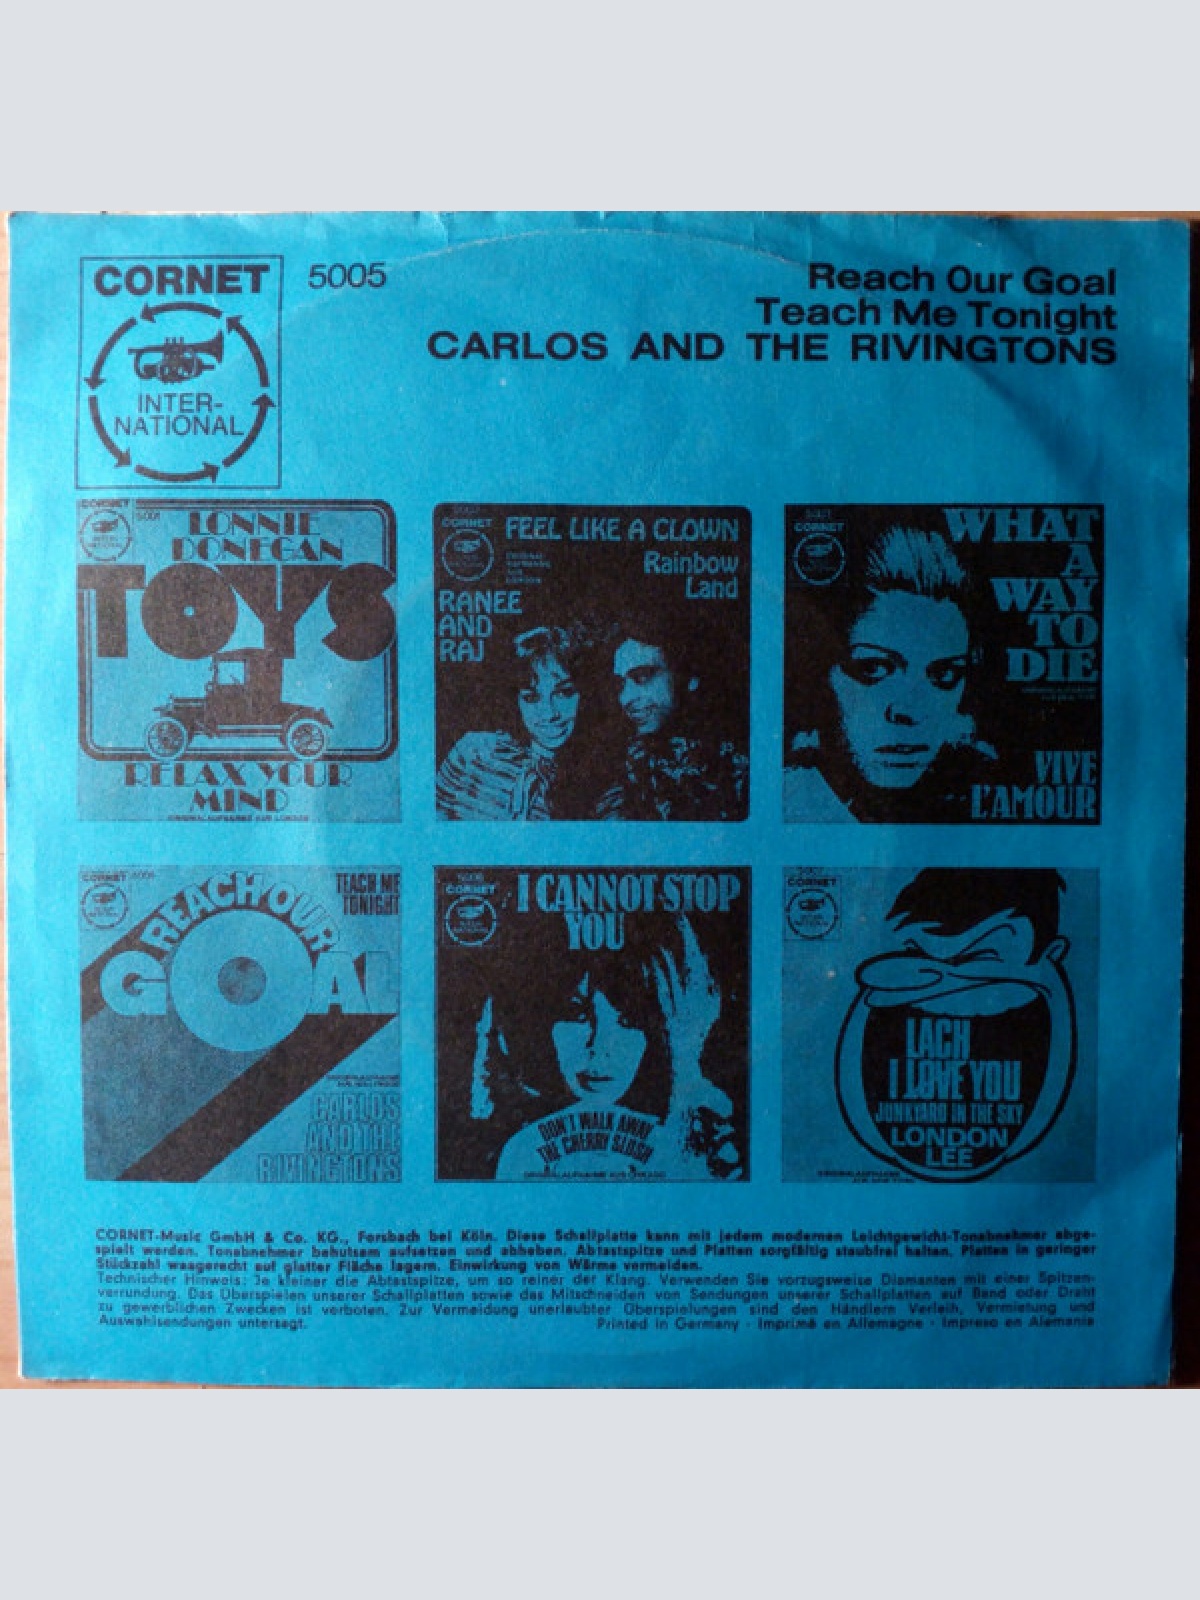 CORNET
INTER-
NATIONAL
5005
Reach Our Goal
Teach Me Tonight
CARLOS AND THE RIVINGTONS
CORNET
5001
LONNIE
DONEGAN
TOYS
RELAX YOUR
MIND
ORIGINALAUFNAHME AUS LONDON
CORNET
FEEL LIKE A CLOWN
Rainbow
Land
RANEE
AND
RAJ
CORNET
WHAT
A
WAY
TO
DIE
VIVE
L'AMOUR
CORNET
REACH OUR
GOAL
TEACH ME
TONIGHT
CARLOS
AND THE
RIVINGTONS
CORNET
I CANNOT STOP
YOU
DON'T WALK AWAY
THE CHERRY SLUSH
ORIGINALAUFNAHME AUS CHICAGO
CORNET
LACH
I LOVE YOU
JUNKYARD IN THE SKY
LONDON
LEE
CORNET-Music GmbH & Co. KG., Forsbach bei Köln. Diese Schallplatte kann mit jedem modernen Leichtgewicht-Tonabnehmer abge-
spielt werden. Tonabnehmer behutsam aufsetzen und abheben. Abtastspitze und Platten sorgfältig staubfrei halten. Platten in geringer
Stückzahl waagerecht auf glatter Fläche lagern. Einwirkung von Wärme vermeiden.
Technischer Hinweis: Je kleiner die Abtastspitze, um so reiner der Klang. Verwenden Sie vorzugsweise Diamanten mit einer Spitzen-
verrundung. Das Überspielen unserer Schallplatten sowie das Mitschneiden von Sendungen unserer Schallplatten auf Band oder Draht
zu gewerblichen Zwecken ist verboten. Zur Vermeidung unerlaubter Überspielungen sind den Händlern Verleih, Vermietung und
Auswahlsendungen untersagt.
Printed in Germany · Imprimé en Allemagne · Impreso en Alemania